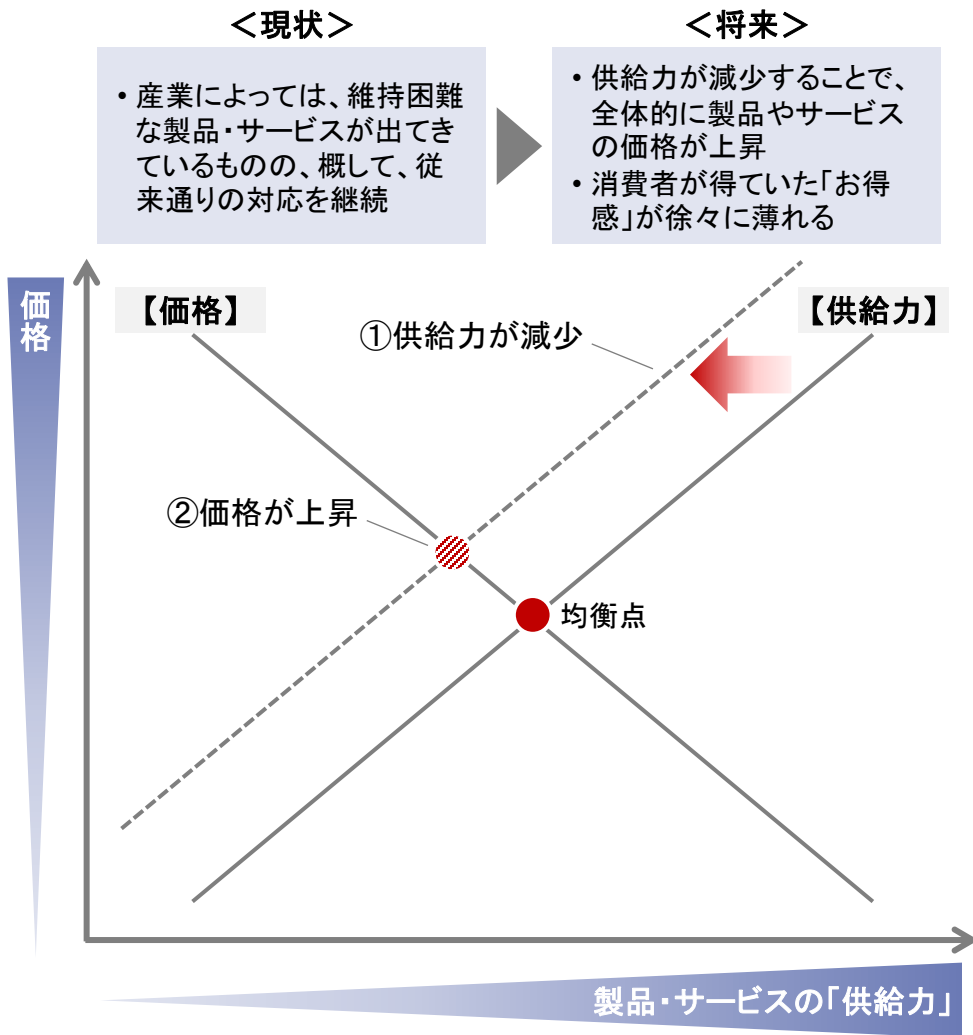 ＜現状＞
• 産業によっては、維持困難
な製品・サービスが出てき
ているものの、概して、従
来通りの対応を継続
＜将来＞
• 供給力が減少することで、
全体的に製品やサービス
の価格が上昇
• 消費者が得ていた「お得
感」が徐々に薄れる
価格
【価格】
①供給力が減少
【供給力】
②価格が上昇
均衡点
製品・サービスの「供給力」